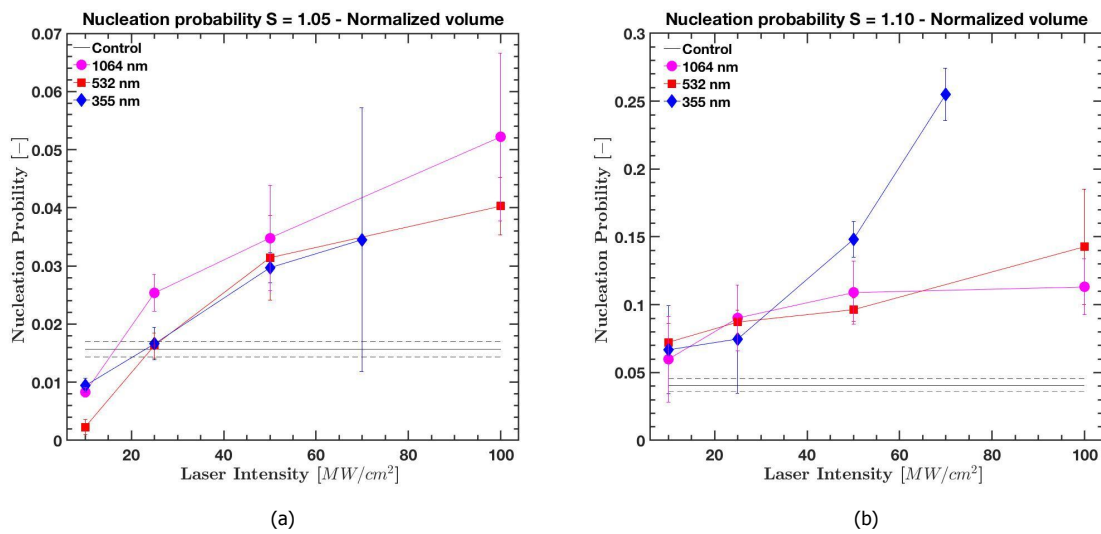 Nucleation probability S = 1.05 - Normalized volume
0.07
0.06
0.05
0.04
0.03
0.02
0.01
0
Nucleation Probility [−]
Control
1064 nm
532 nm
355 nm
20 40 60 80 100
Laser Intensity [MW/cm²]
(a)
Nucleation probability S = 1.10 - Normalized volume
0.3
0.25
0.2
0.15
0.1
0.05
0
Nucleation Probility [−]
Control
1064 nm
532 nm
355 nm
20 40 60 80 100
Laser Intensity [MW/cm²]
(b)